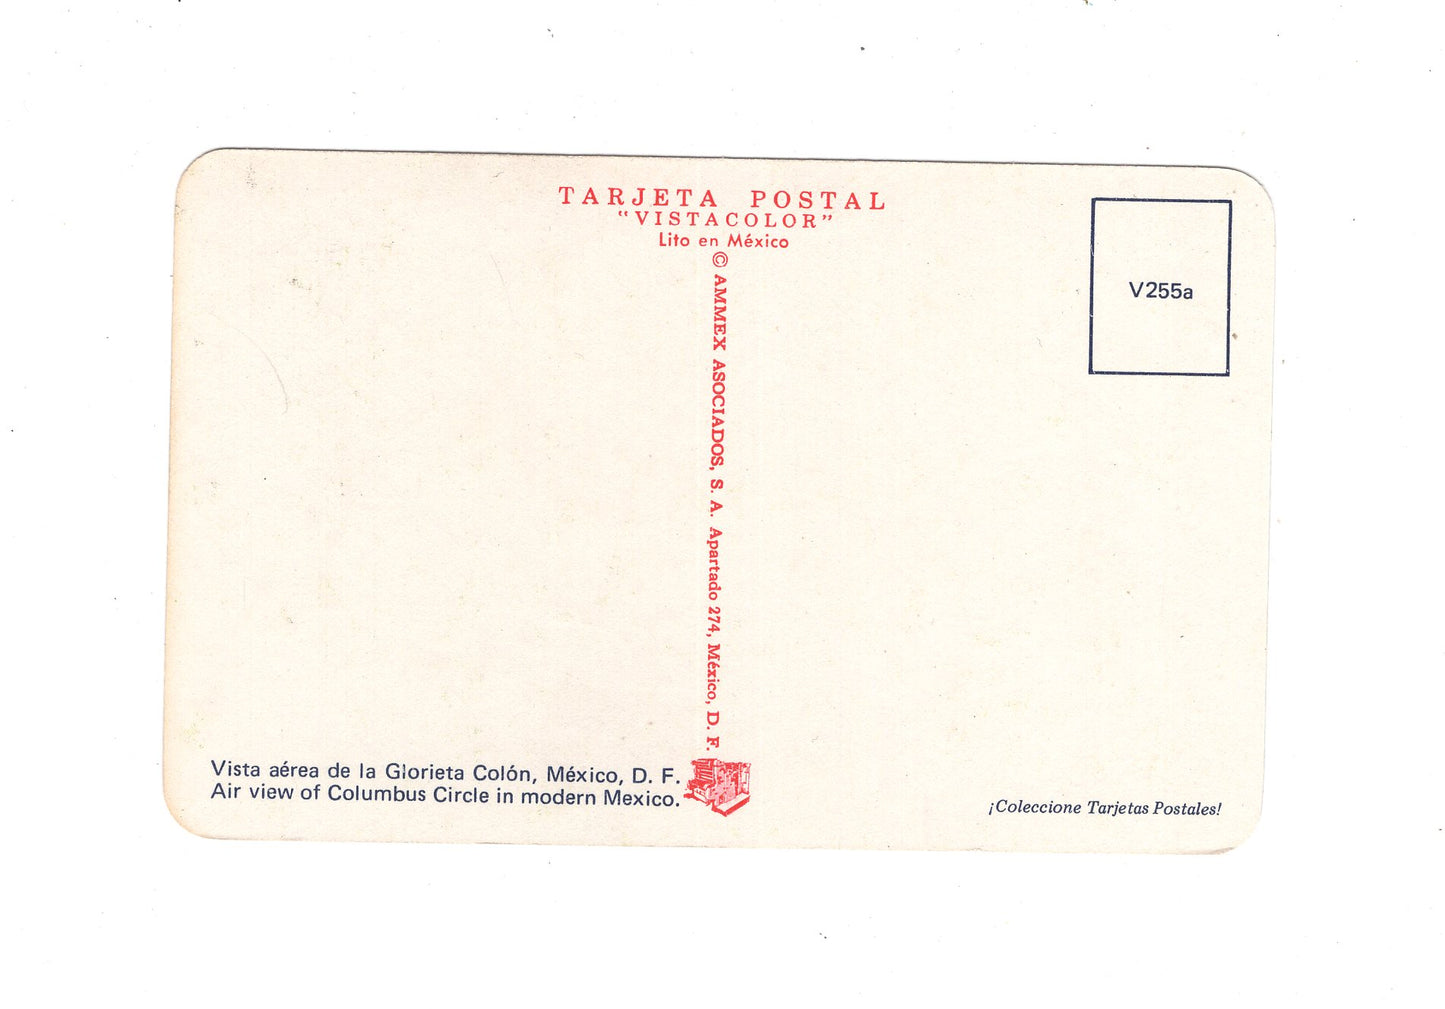 TARJETA POSTAL
“VISTACOLOR”
Lito en México
© AMMEX ASOCIADOS, S. A. Apartado 274, México, D. F.
V255a
Vista aérea de la Glorieta Colón, México, D. F.
Air view of Columbus Circle in modern Mexico.
¡Coleccione Tarjetas Postales!